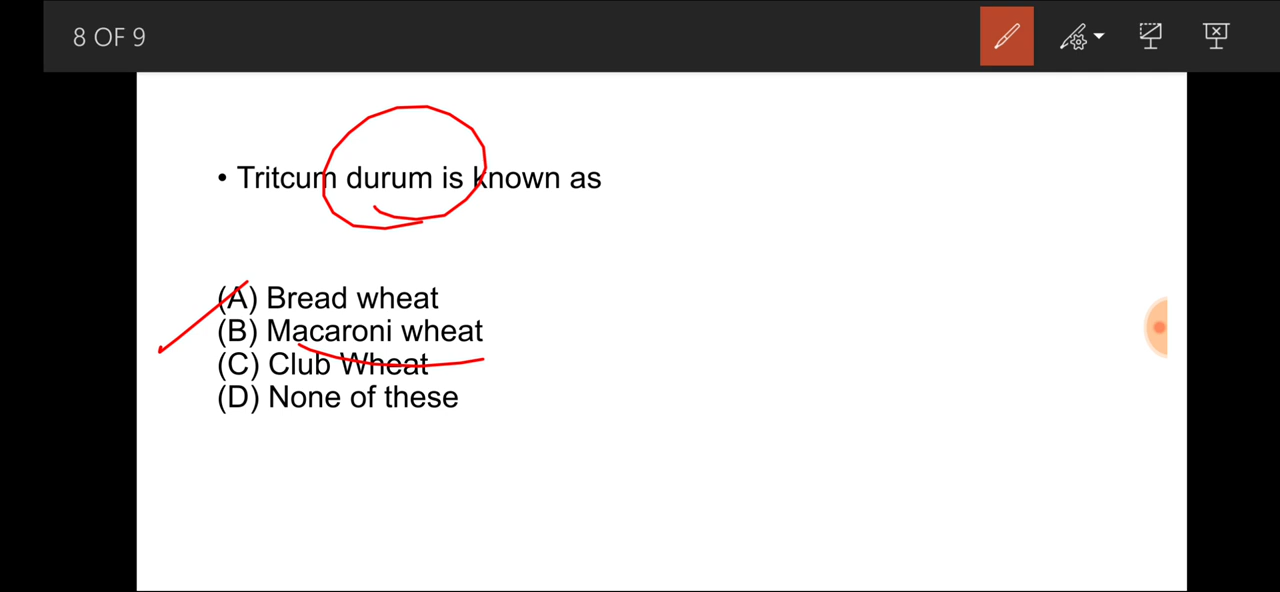 8 OF 9
• Tritcum durum is known as
(A) Bread wheat
(B) Macaroni wheat
(C) Club Wheat
(D) None of these